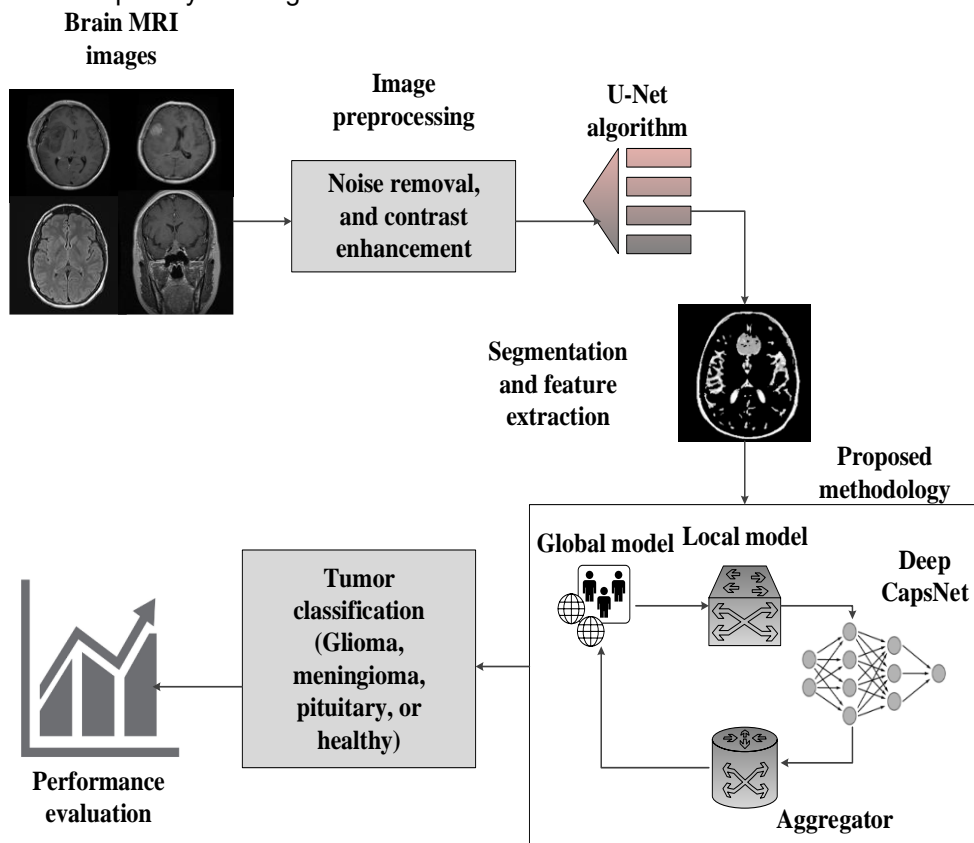 Brain MRI
images
Image
preprocessing
Noise removal,
and contrast
enhancement
U-Net
algorithm
Segmentation
and feature
extraction
Proposed
methodology
Global model
Local model
Deep
CapsNet
Aggregator
Tumor
classification
(Glioma,
meningioma,
pituitary, or
healthy)
Performance
evaluation